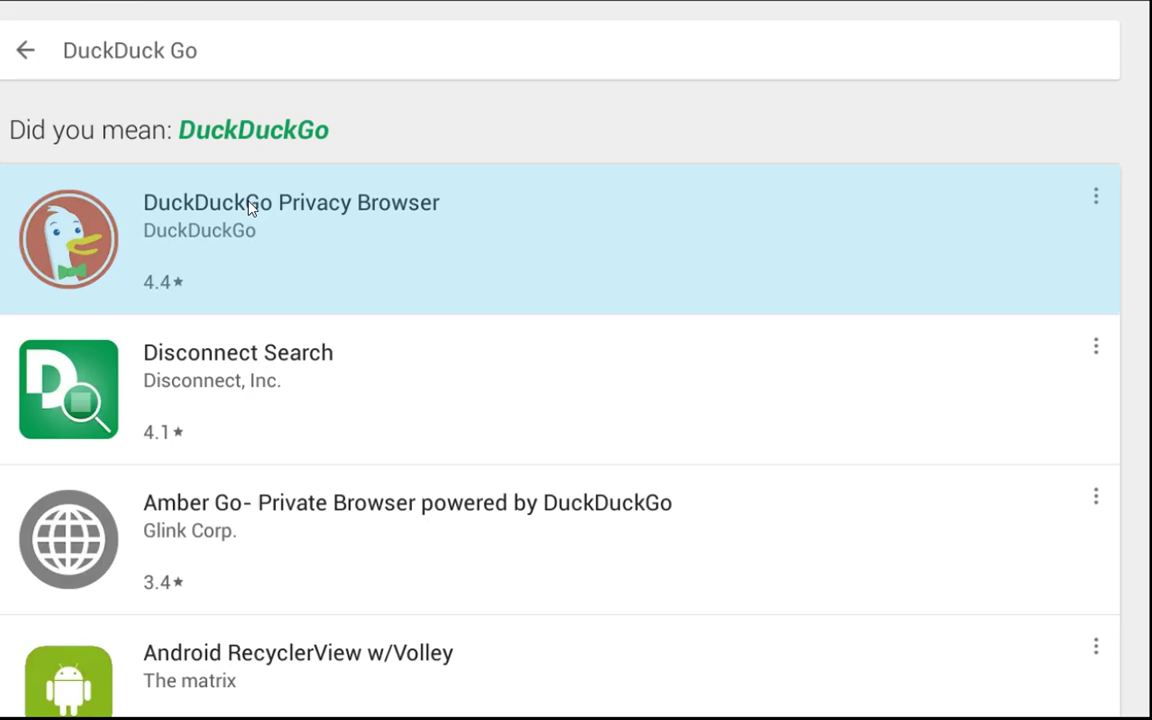 DuckDuck Go
Did you mean: DuckDuckGo
DuckDuckGo Privacy Browser
DuckDuckGo
4.4★
Disconnect Search
Disconnect, Inc.
4.1★
Amber Go- Private Browser powered by DuckDuckGo
Glink Corp.
3.4★
Android RecyclerView w/Volley
The matrix